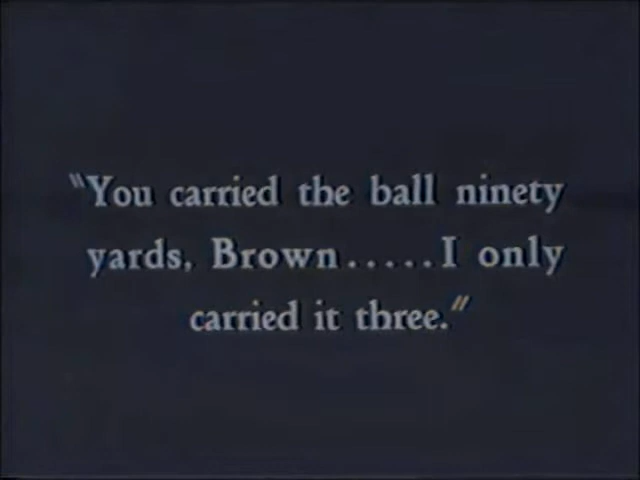 "You carried the ball ninety
yards, Brown.....I only
carried it three."